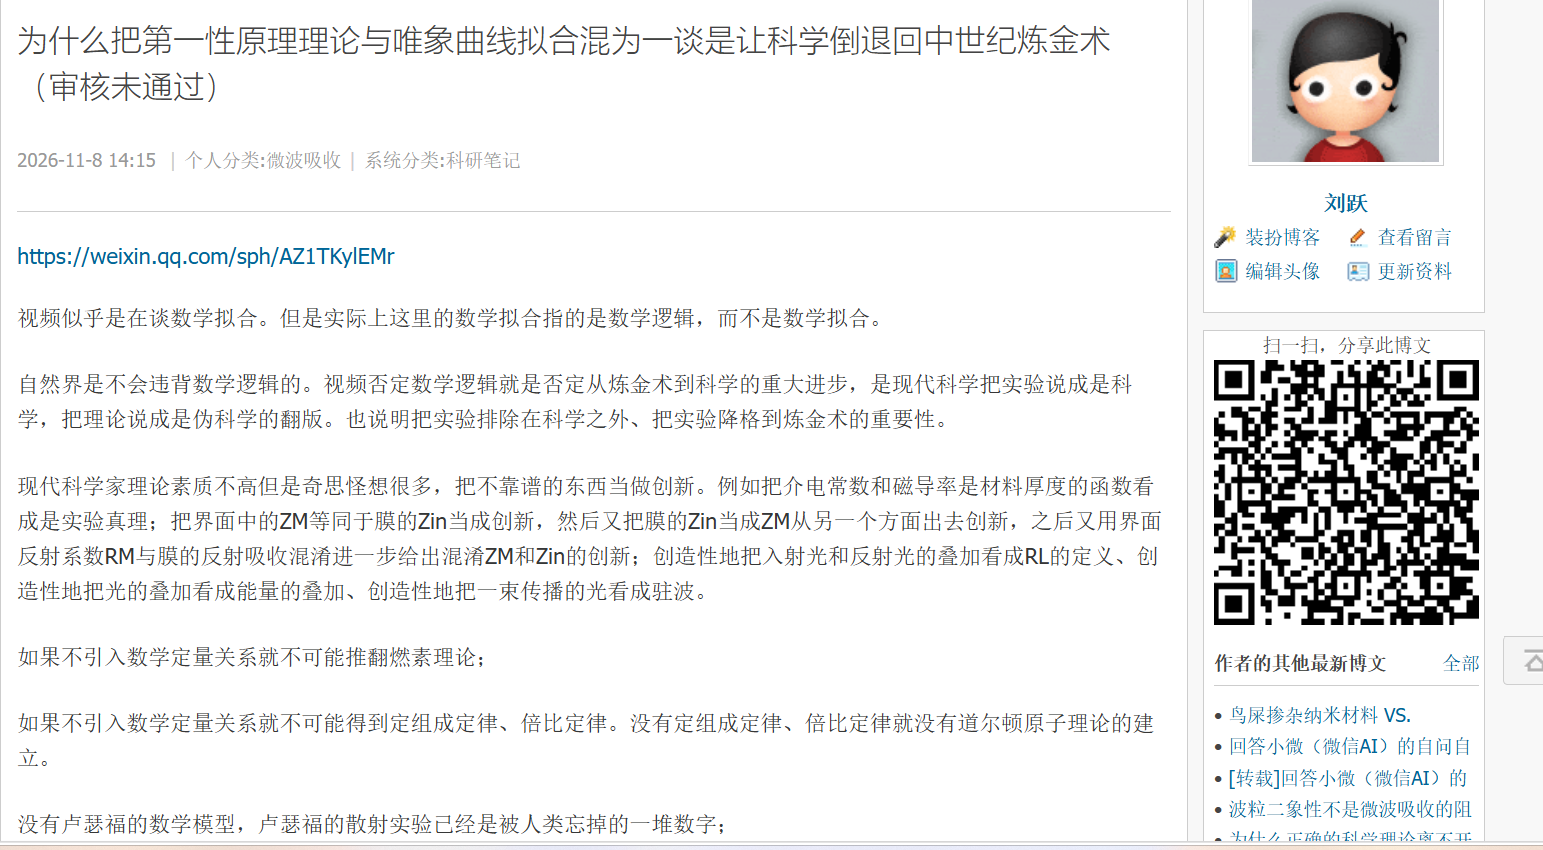 为什么把第一性原理理论与唯象曲线拟合混为一谈是让科学倒退回中世纪炼金术
（审核未通过）
2026-11-8 14:15 | 个人分类:微波吸收 | 系统分类:科研笔记
https://weixin.qq.com/sph/AZ1TKylEMr
视频似乎是在谈数学拟合。但是实际上这里的数学拟合指的是数学逻辑，而不是数学拟合。
自然界是不会违背数学逻辑的。视频否定数学逻辑就是否定从炼金术到科学的重大进步，是现代科学把实验说成是科
学，把理论说成是伪科学的翻版。也说明把实验排除在科学之外、把实验降格到炼金术的重要性。
现代科学家理论素质不高但是奇思怪想很多，把不靠谱的东西当做创新。例如把介电常数和磁导率是材料厚度的函数看
成是实验真理；把界面中的ZM等同于膜的Zin当成创新，然后又把膜的Zin当成ZM从另一个方面出去创新，之后又用界面
反射系数RM与膜的反射吸收混淆进一步给出混淆ZM和Zin的创新；创造性地把入射光和反射光的叠加看成RL的定义、创
造性地把光的叠加看成能量的叠加、创造性地把一束传播的光看成驻波。
如果不引入数学定量关系就不可能推翻燃素理论；
如果不引入数学定量关系就不可能得到定组成定律、倍比定律。没有定组成定律、倍比定律就没有道尔顿原子理论的建
立。
没有卢瑟福的数学模型，卢瑟福的散射实验已经是被人类忘掉的一堆数字；
刘跃
装扮博客 查看留言
编辑头像 更新资料
扫一扫，分享此博文
作者的其他最新博文 全部
• 鸟屎掺杂纳米材料 VS.
• 回答小微（微信AI）的自问自
• [转载]回答小微（微信AI）的
• 波粒二象性不是微波吸收的阻
• 为什么正确的科学理论离不开